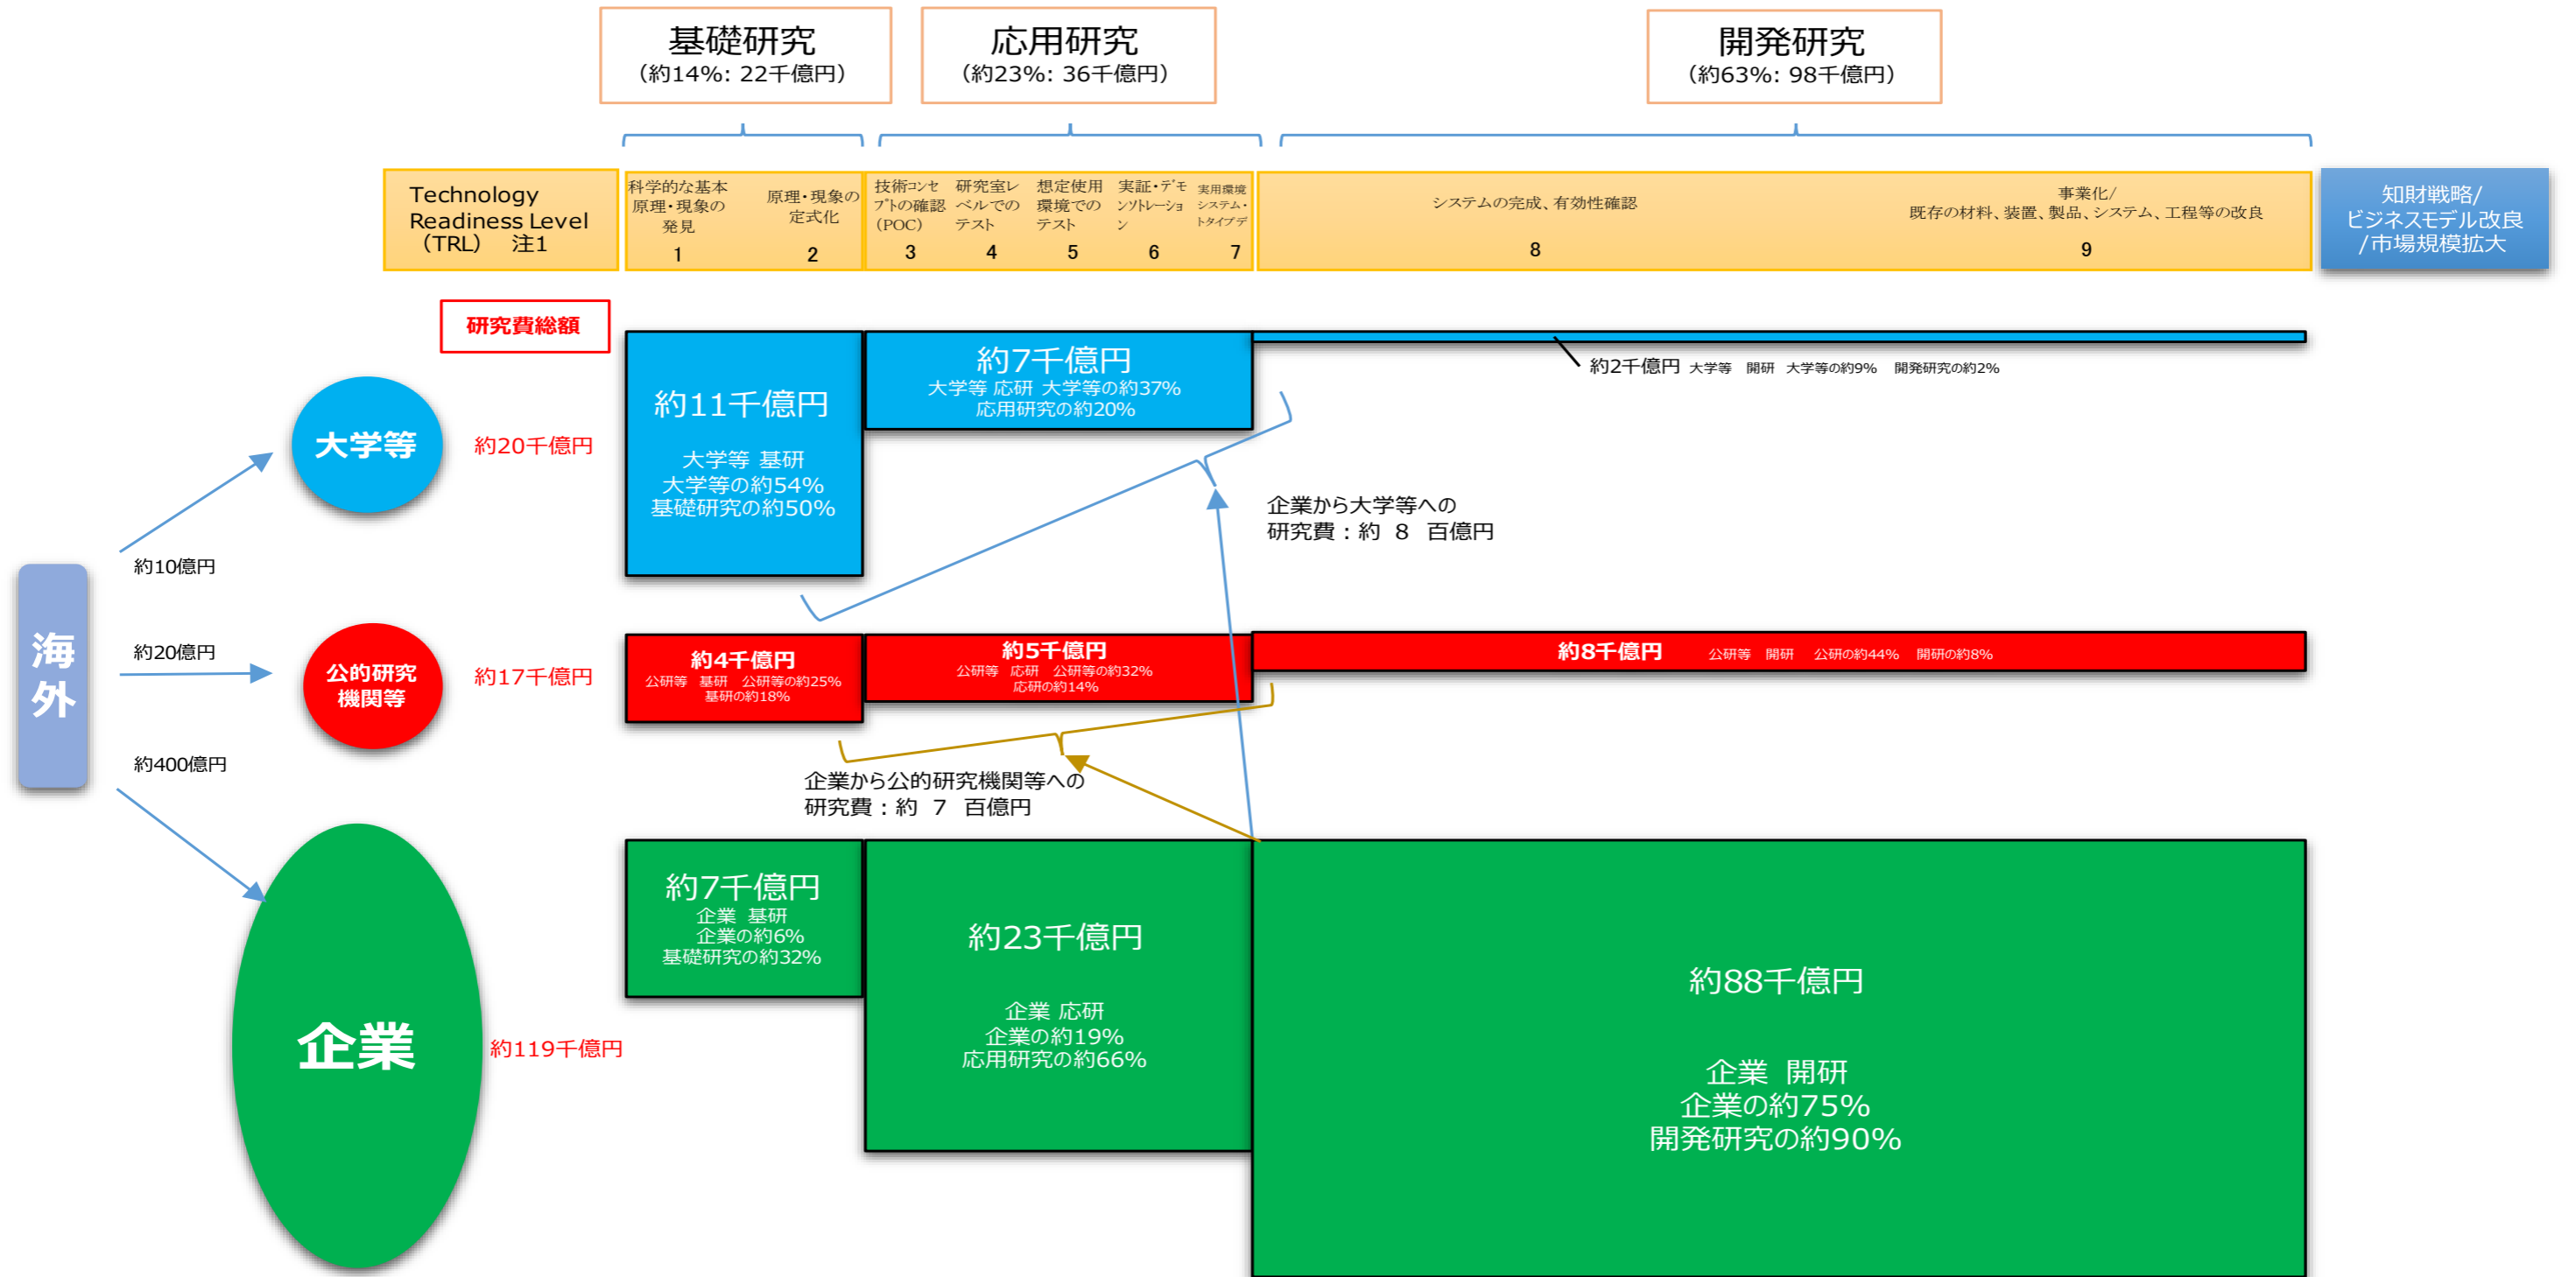 基礎研究
(約14%: 22千億円)
応用研究
(約23%: 36千億円)
開発研究
(約63%: 98千億円)
Technology
Readiness Level
(TRL) 注1
科学的な基本
原理・現象の
発見
1
原理・現象の
定式化
2
技術コンセ
プトの確認
(POC)
3
研究室レ
ベルでの
テスト
4
想定使用
環境での
テスト
5
実証・デモ
ンソトレーショ
ン
6
実用環境
システム・
トタイプデ
7
システムの完成、有効性確認
8
事業化/
既存の材料、装置、製品、システム、工程等の改良
9
知財戦略/
ビジネスモデル改良
/市場規模拡大
研究費総額
大学等
約20千億円
約11千億円
大学等 基研
大学等の約54%
基礎研究の約50%
約7千億円
大学等 応研 大学等の約37%
応用研究の約20%
約2千億円 大学等 開研 大学等の約9% 開発研究の約2%
企業から大学等への
研究費：約 8 百億円
海外
約10億円
約20億円
約400億円
公的研究
機関等
約17千億円
約4千億円
公研等 基研 公研等の約25%
基研の約18%
約5千億円
公研等 応研 公研等の約32%
応研の約14%
約8千億円 公研等 開研 公研の約44% 開研の約8%
企業から公的研究機関等への
研究費：約 7 百億円
企業
約119千億円
約7千億円
企業 基研
企業の約6%
基礎研究の約32%
約23千億円
企業 応研
企業の約19%
応用研究の約66%
約88千億円
企業 開研
企業の約75%
開発研究の約90%